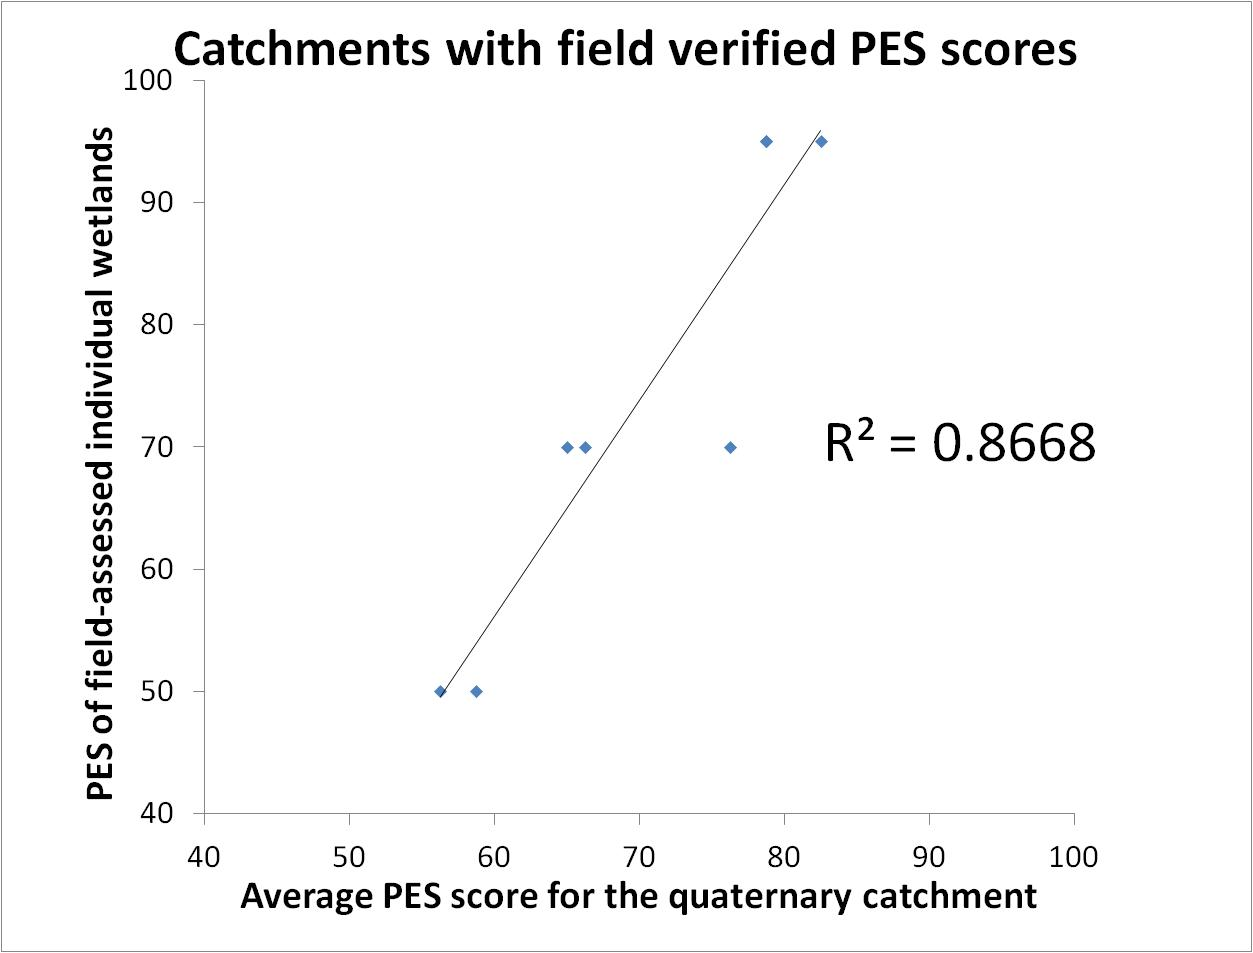 Catchments with field verified PES scores
PES of field-assessed individual wetlands
100
90
80
70
60
50
40
R² = 0.8668
40 50 60 70 80 90 100
Average PES score for the quaternary catchment